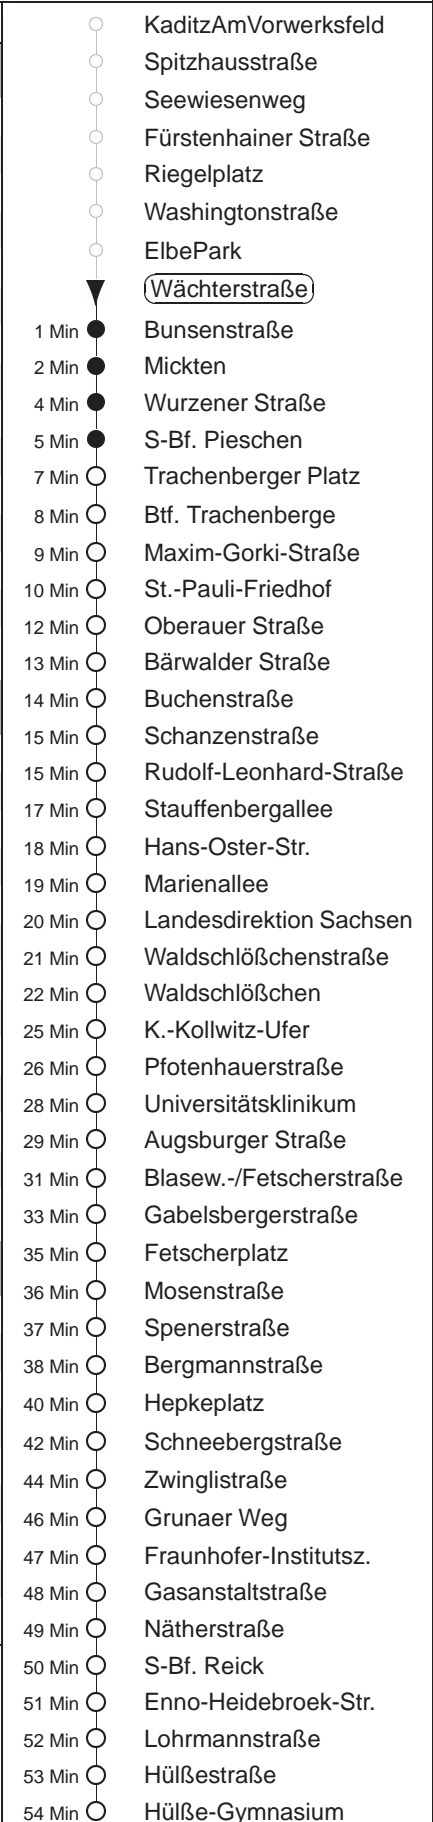 KaditzAmVorwerksfeld
Spitzhausstraße
Seewiesenweg
Fürstenhainer Straße
Riegelplatz
Washingtonstraße
ElbePark
Wächterstraße
1 Min Bunsenstraße
2 Min Mickten
4 Min Wurzener Straße
5 Min S-Bf. Pieschen
7 Min Trachenberger Platz
8 Min Btf. Trachenberge
9 Min Maxim-Gorki-Straße
10 Min St.-Pauli-Friedhof
12 Min Oberauer Straße
13 Min Bärwalder Straße
14 Min Buchenstraße
15 Min Schanzenstraße
15 Min Rudolf-Leonhard-Straße
17 Min Stauffenbergallee
18 Min Hans-Oster-Str.
19 Min Marienallee
20 Min Landesdirektion Sachsen
21 Min Waldschlößchenstraße
22 Min Waldschlößchen
25 Min K.-Kollwitz-Ufer
26 Min Pfotenhauerstraße
28 Min Universitätsklinikum
29 Min Augsburger Straße
31 Min Blasew.-/Fetscherstraße
33 Min Gabelsbergerstraße
35 Min Fetscherplatz
36 Min Mosenstraße
37 Min Spenerstraße
38 Min Bergmannstraße
40 Min Hepkeplatz
42 Min Schneebergstraße
44 Min Zwinglistraße
46 Min Grunaer Weg
47 Min Fraunhofer-Institutsz.
48 Min Gasanstaltstraße
49 Min Nätherstraße
50 Min S-Bf. Reick
51 Min Enno-Heidebroek-Str.
52 Min Lohrmannstraße
53 Min Hülßestraße
54 Min Hülße-Gymnasium